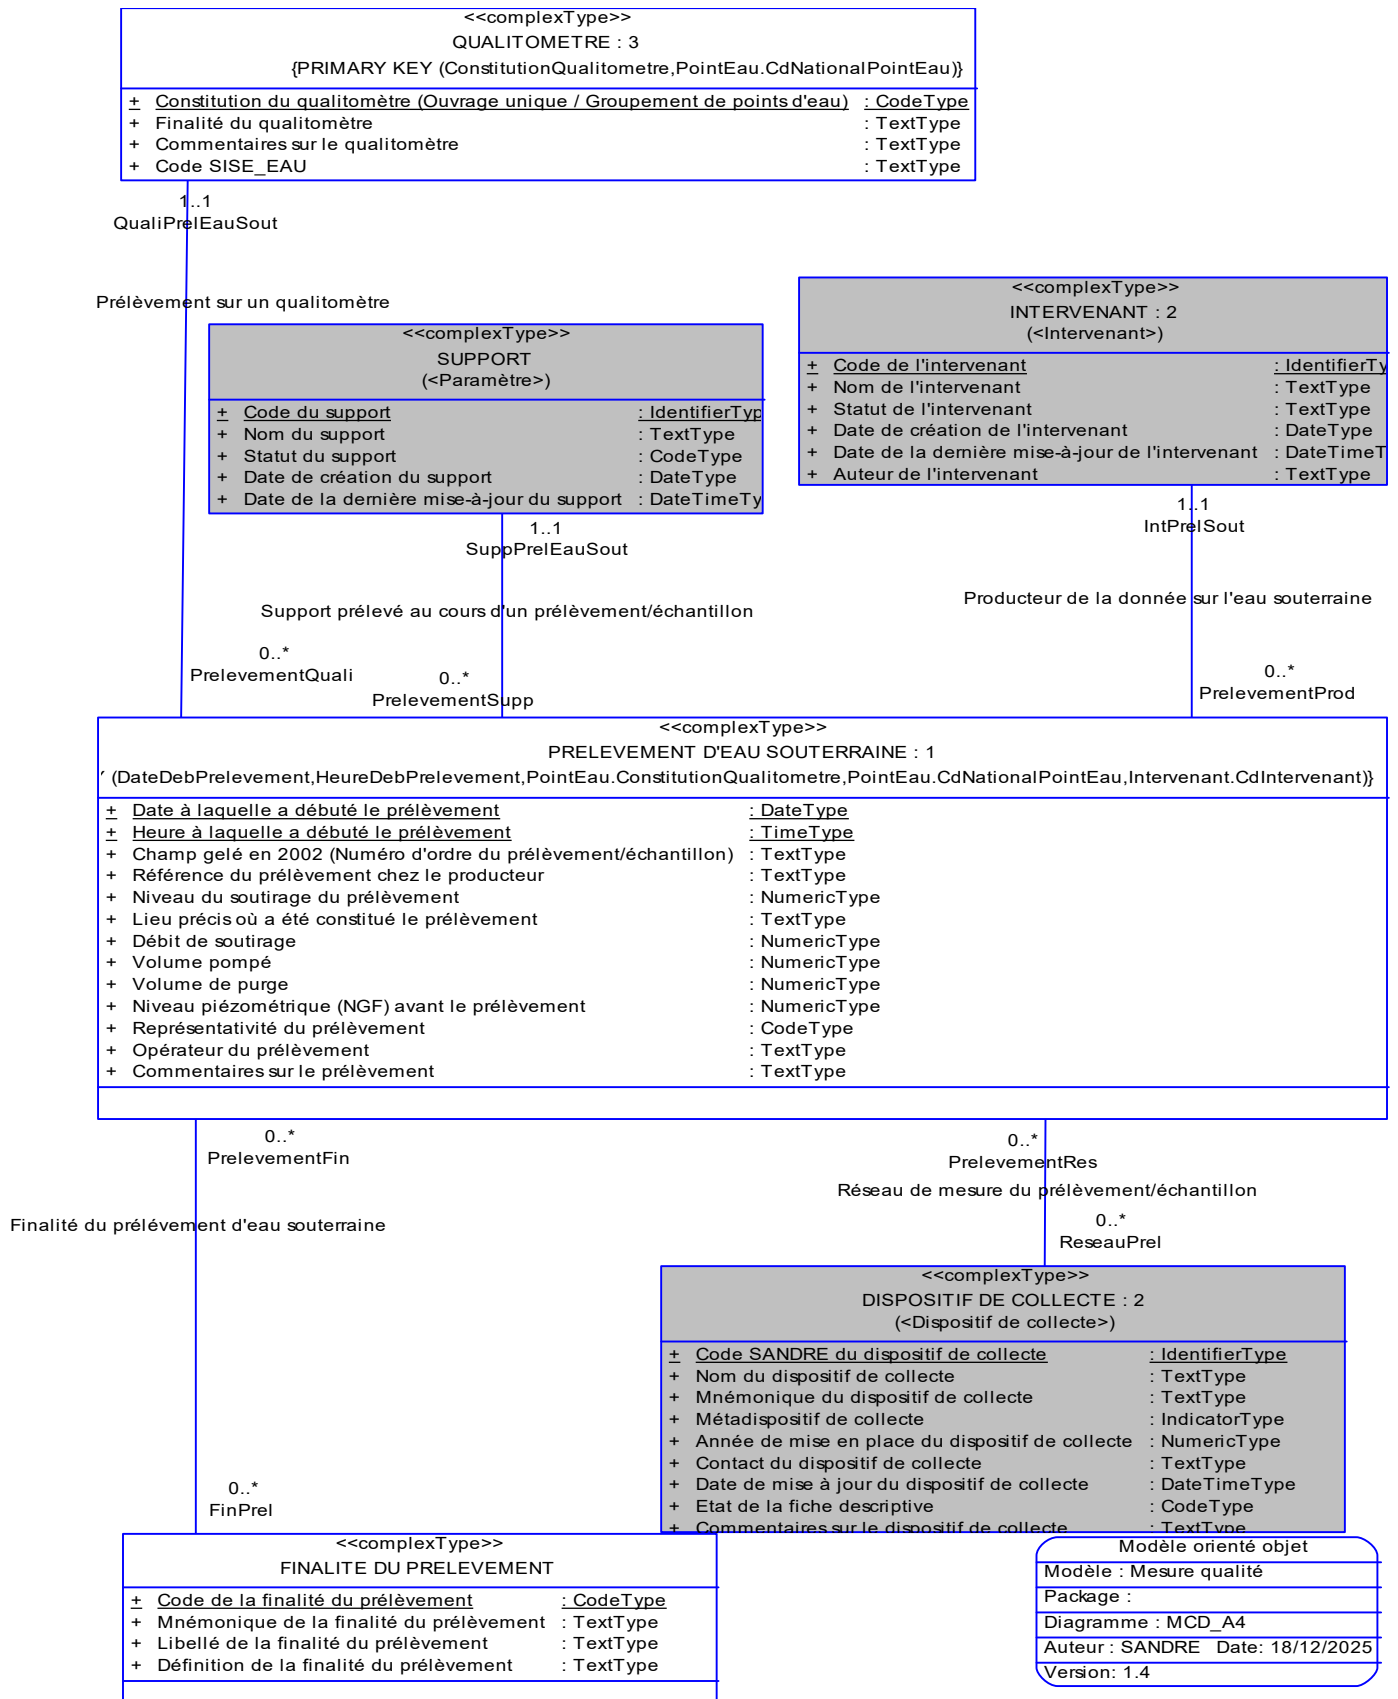 <<complexType>>
QUALITOMETRE : 3
{PRIMARY KEY (ConstitutionQualitometre,PointEau.CdNationalPointEau)}
+ Constitution du qualitomètre (Ouvrage unique / Groupement de points d'eau) : CodeType
+ Finalité du qualitomètre : TextType
+ Commentaires sur le qualitomètre : TextType
+ Code SISE_EAU : TextType
1..1
QualiPrelEauSout
Prélèvement sur un qualitomètre
<<complexType>>
SUPPORT
(<Paramètre>)
+ Code du support : IdentifierTyp
+ Nom du support : TextType
+ Statut du support : CodeType
+ Date de création du support : DateType
+ Date de la dernière mise-à-jour du support : DateTimeTy
<<complexType>>
INTERVENANT : 2
(<Intervenant>)
+ Code de l'intervenant : IdentifierTy
+ Nom de l'intervenant : TextType
+ Statut de l'intervenant : TextType
+ Date de création de l'intervenant : DateType
+ Date de la dernière mise-à-jour de l'intervenant : DateTimeT
+ Auteur de l'intervenant : TextType
1..1
SuppPrelEauSout
1..1
IntPrelSout
Support prélevé au cours d'un prélèvement/échantillon
Producteur de la donnée sur l'eau souterraine
0..*
PrelevementQuali
0..*
PrelevementSupp
0..*
PrelevementProd
<<complexType>>
PRELEVEMENT D'EAU SOUTERRAINE : 1
(DateDebPrelevement,HeureDebPrelevement,PointEau.ConstitutionQualitometre,PointEau.CdNationalPointEau,Intervenant.CdIntervenant)}
+ Date à laquelle a débuté le prélèvement : DateType
+ Heure à laquelle a débuté le prélèvement : TimeType
+ Champ gelé en 2002 (Numéro d'ordre du prélèvement/échantillon) : TextType
+ Référence du prélèvement chez le producteur : TextType
+ Niveau du soutirage du prélèvement : NumericType
+ Lieu précis où a été constitué le prélèvement : TextType
+ Débit de soutirage : NumericType
+ Volume pompé : NumericType
+ Volume de purge : NumericType
+ Niveau piézométrique (NGF) avant le prélèvement : NumericType
+ Représentativité du prélèvement : CodeType
+ Opérateur du prélèvement : TextType
+ Commentaires sur le prélèvement : TextType
0..*
PrelevementFin
0..*
PrelevementRes
Réseau de mesure du prélèvement/échantillon
Finalité du prélévement d'eau souterraine
0..*
ReseauPrel
<<complexType>>
DISPOSITIF DE COLLECTE : 2
(<Dispositif de collecte>)
+ Code SANDRE du dispositif de collecte : IdentifierType
+ Nom du dispositif de collecte : TextType
+ Mnémonique du dispositif de collecte : TextType
+ Métadispositif de collecte : IndicatorType
+ Année de mise en place du dispositif de collecte : NumericType
+ Contact du dispositif de collecte : TextType
+ Date de mise à jour du dispositif de collecte : DateTimeType
+ Etat de la fiche descriptive : CodeType
+ Commentaires sur le dispositif de collecte : TextType
0..*
FinPrel
<<complexType>>
FINALITE DU PRELEVEMENT
+ Code de la finalité du prélèvement : CodeType
+ Mnémonique de la finalité du prélèvement : TextType
+ Libellé de la finalité du prélèvement : TextType
+ Définition de la finalité du prélèvement : TextType
Modèle orienté objet
Modèle : Mesure qualité
Package :
Diagramme : MCD_A4
Auteur : SANDRE Date: 18/12/2025
Version: 1.4